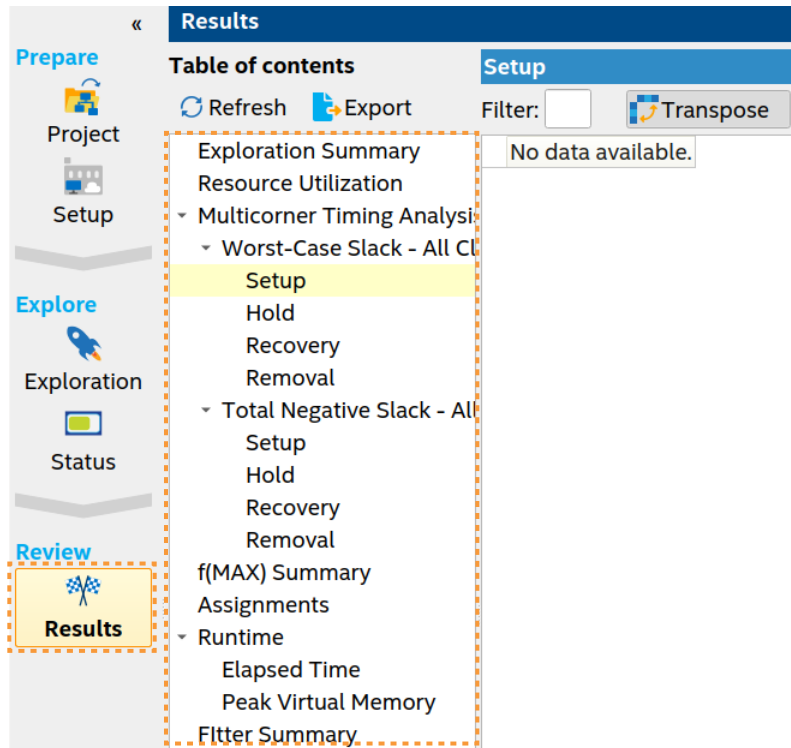 «
Prepare
Project
Setup
Explore
Exploration
Status
Review
Results
Results
Table of contents
Refresh
Export
Exploration Summary
Resource Utilization
Multicorner Timing Analysis
Worst-Case Slack - All Cl
Setup
Hold
Recovery
Removal
Total Negative Slack - All
Setup
Hold
Recovery
Removal
f(MAX) Summary
Assignments
Runtime
Elapsed Time
Peak Virtual Memory
FItter Summary
Setup
Filter:
Transpose
No data available.